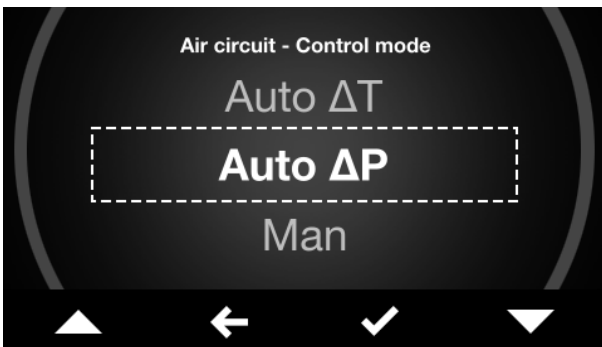 Air circuit - Control mode
Auto ΔT
Auto ΔP
Man